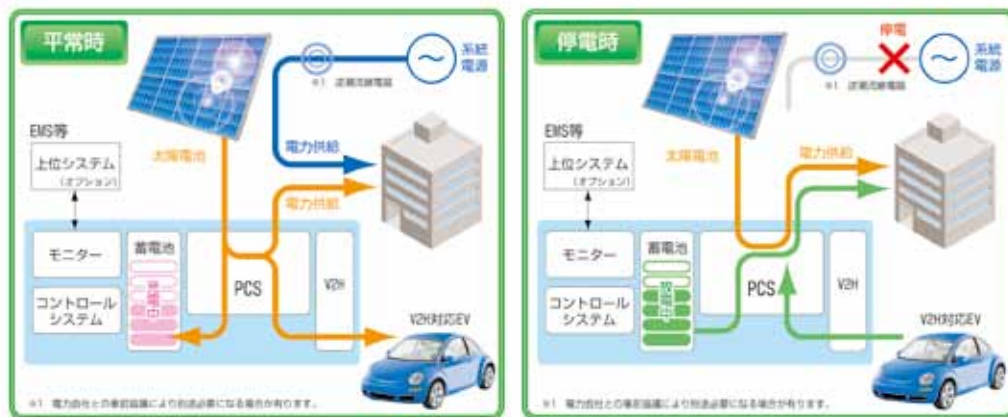 平常時
系統
電源
※1 逆潮流継電器
EMS等
上位システム
(オプション)
太陽電池
電力供給
電力供給
モニター
蓄電池
コントロール
システム
充電中
PCS
V2H
V2H対応EV
※1 電力会社との事前協議により別途必要になる場合が有ります。
停電時
停電
系統
電源
※1 逆潮流継電器
EMS等
上位システム
(オプション)
太陽電池
電力供給
モニター
蓄電池
コントロール
システム
放電中
PCS
V2H
V2H対応EV
※1 電力会社との事前協議により別途必要になる場合が有ります。